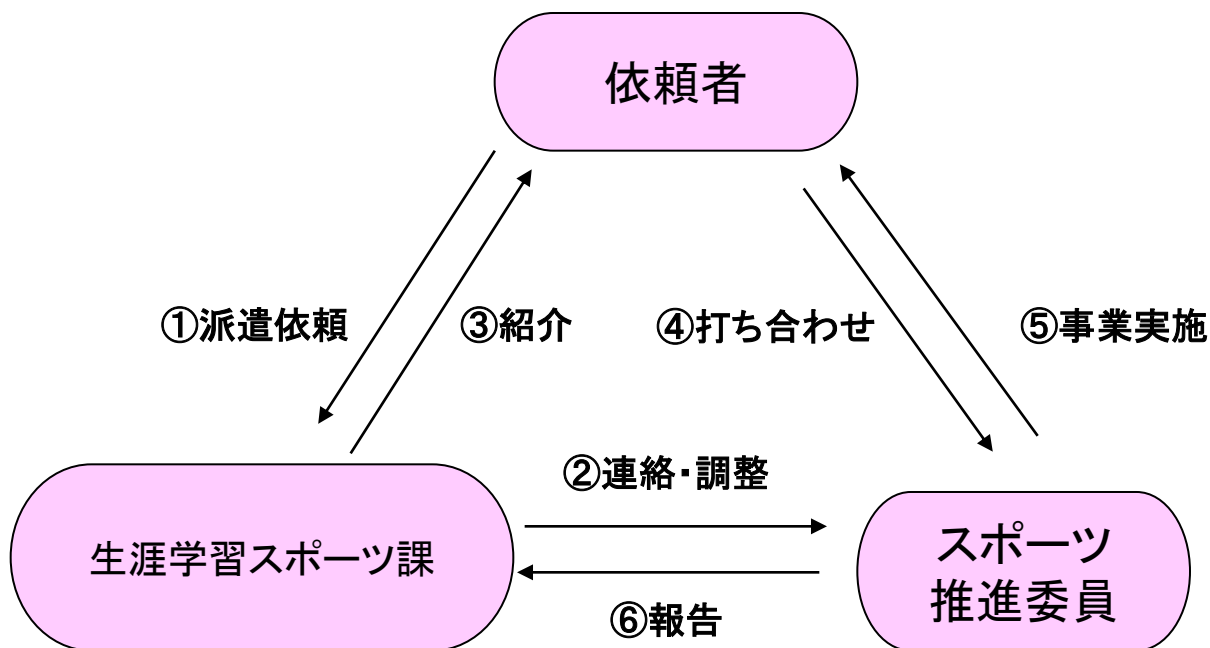 依頼者
①派遣依頼
③紹介
④打ち合わせ
⑤事業実施
②連絡・調整
生涯学習スポーツ課
スポーツ
推進委員
⑥報告